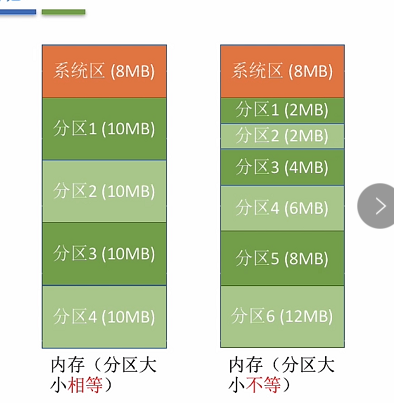 系统区 (8MB)
分区1 (10MB)
分区2 (10MB)
分区3 (10MB)
分区4 (10MB)
内存（分区大
小相等）
系统区 (8MB)
分区1 (2MB)
分区2 (2MB)
分区3 (4MB)
分区4 (6MB)
分区5 (8MB)
分区6 (12MB)
内存（分区大
小不等）